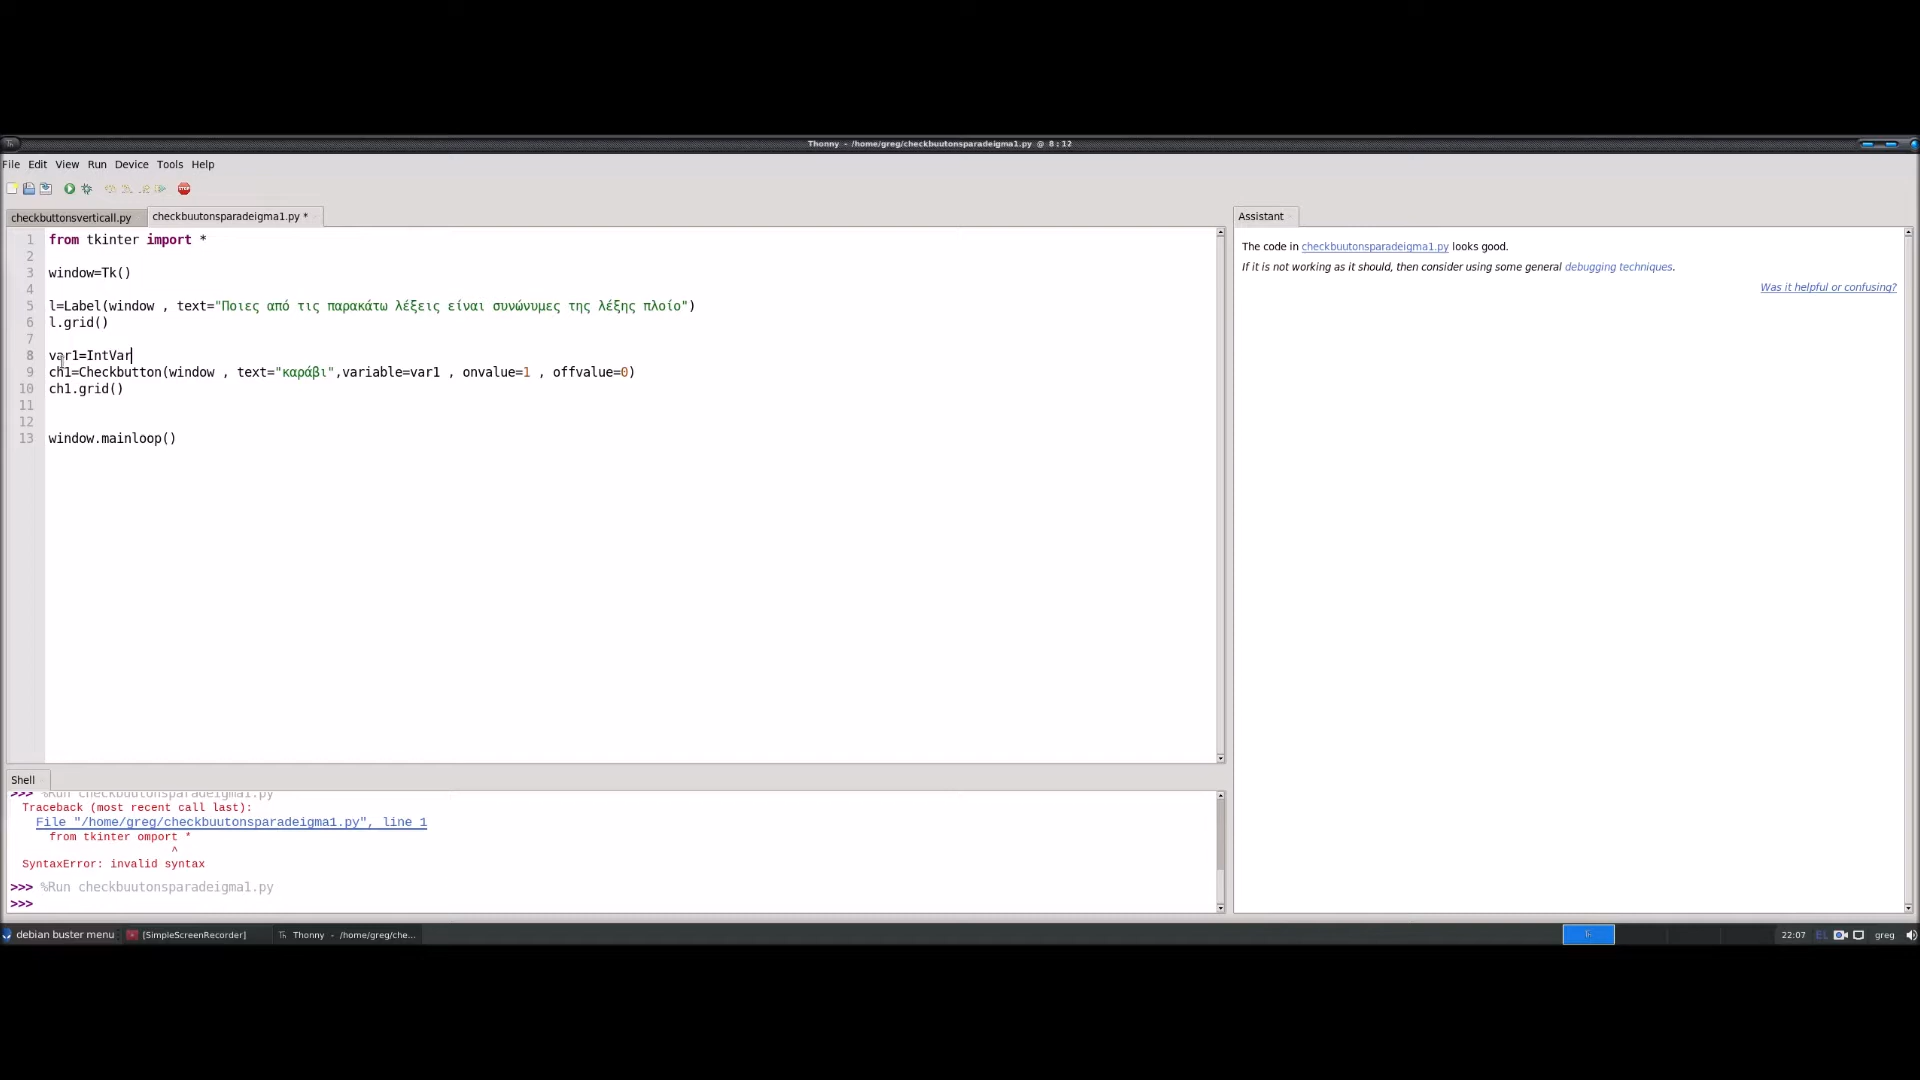 Thonny - /home/greg/checkbuutonsparadeigma1.py @ 8 : 12
File Edit View Run Device Tools Help
checkbuttonsverticall.py checkbuutonsparadeigma1.py *
1 from tkinter import *
2
3 window=Tk()
4
5 l=Label(window , text="Ποιες από τις παρακάτω λέξεις είναι συνώνυμες της λέξης πλοίο")
6 l.grid()
7
8 var1=IntVar
9 ch1=Checkbutton(window , text="καράβι",variable=var1 , onvalue=1 , offvalue=0)
10 ch1.grid()
11
12
13 window.mainloop()
Assistant
The code in checkbuutonsparadeigma1.py looks good.
If it is not working as it should, then consider using some general debugging techniques.
Was it helpful or confusing?
Shell
>>> %Run checkbuutonsparadeigma1.py
Traceback (most recent call last):
File "/home/greg/checkbuutonsparadeigma1.py", line 1
from tkinter omport *
^
SyntaxError: invalid syntax
>>> %Run checkbuutonsparadeigma1.py
>>>
debian buster menu [SimpleScreenRecorder] Thonny - /home/greg/che... 22:07 EL greg